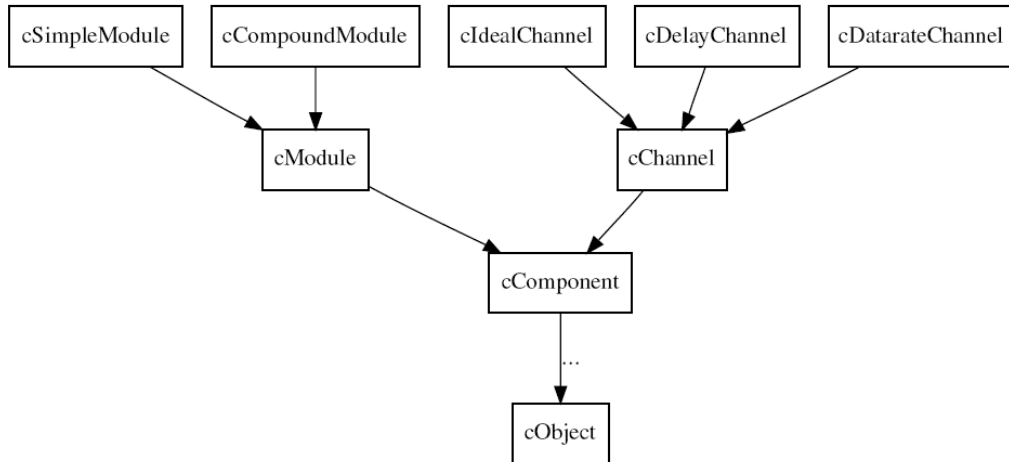 cSimpleModule
cCompoundModule
cIdealChannel
cDelayChannel
cDatarateChannel
cModule
cChannel
cComponent
...
cObject